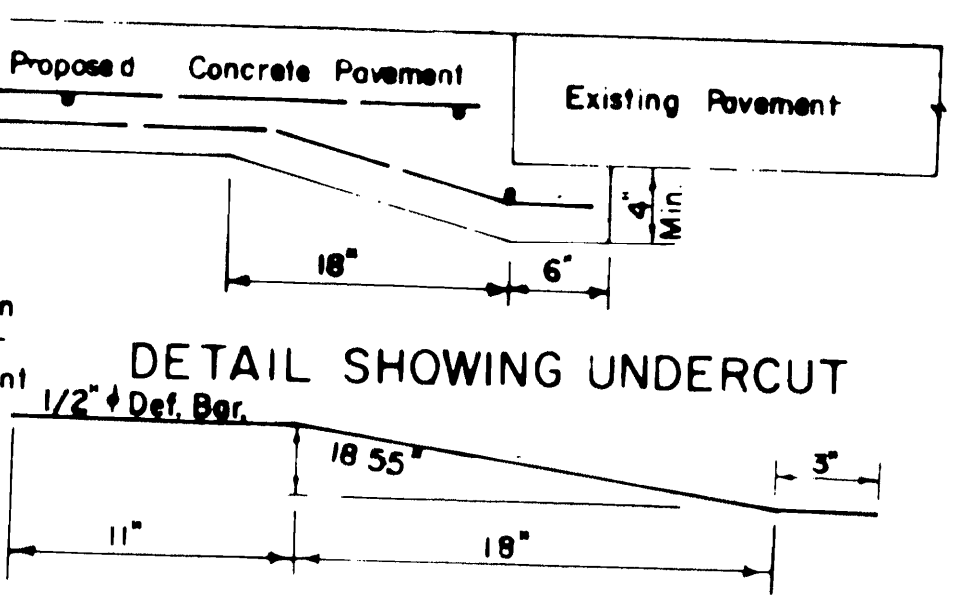 Proposed Concrete Pavement
Existing Pavement
4"
Min.
18"
6"
n
nt
DETAIL SHOWING UNDERCUT
1/2" ϕ Def. Bar.
18 55"
3"
11"
18"